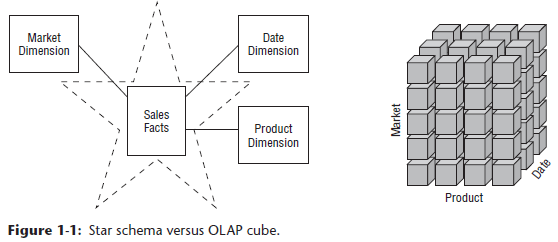 Market
Dimension
Date
Dimension
Sales
Facts
Product
Dimension
Market
Product
Date
Figure 1-1: Star schema versus OLAP cube.